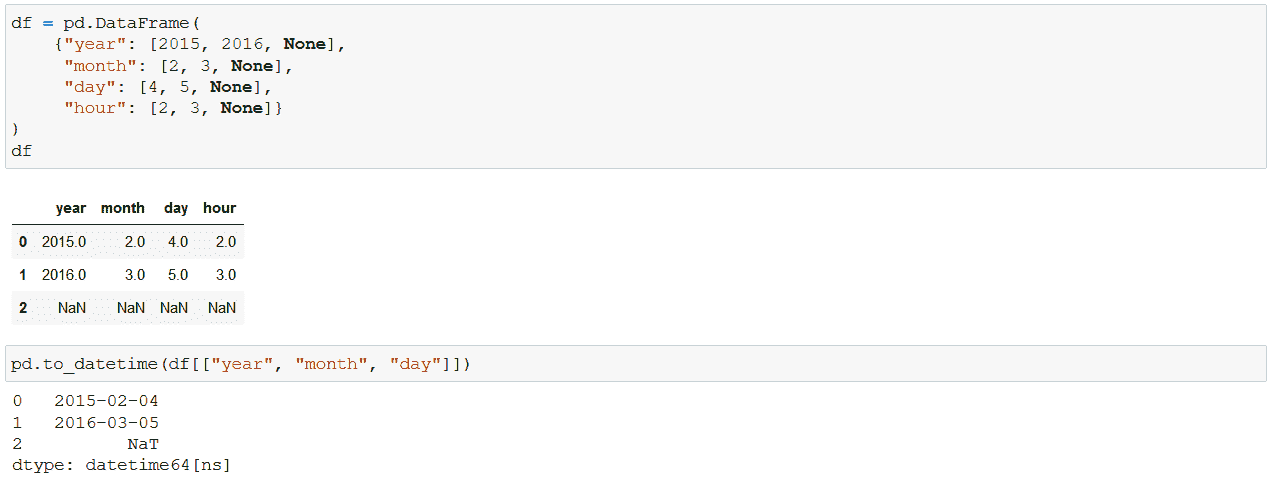 df = pd.DataFrame(
    {"year": [2015, 2016, None],
     "month": [2, 3, None],
     "day": [4, 5, None],
     "hour": [2, 3, None]}
)
df
year month day hour
0 2015.0 2.0 4.0 2.0
1 2016.0 3.0 5.0 3.0
2 NaN NaN NaN NaN
pd.to_datetime(df[["year", "month", "day"]])
0   2015-02-04
1   2016-03-05
2          NaT
dtype: datetime64[ns]